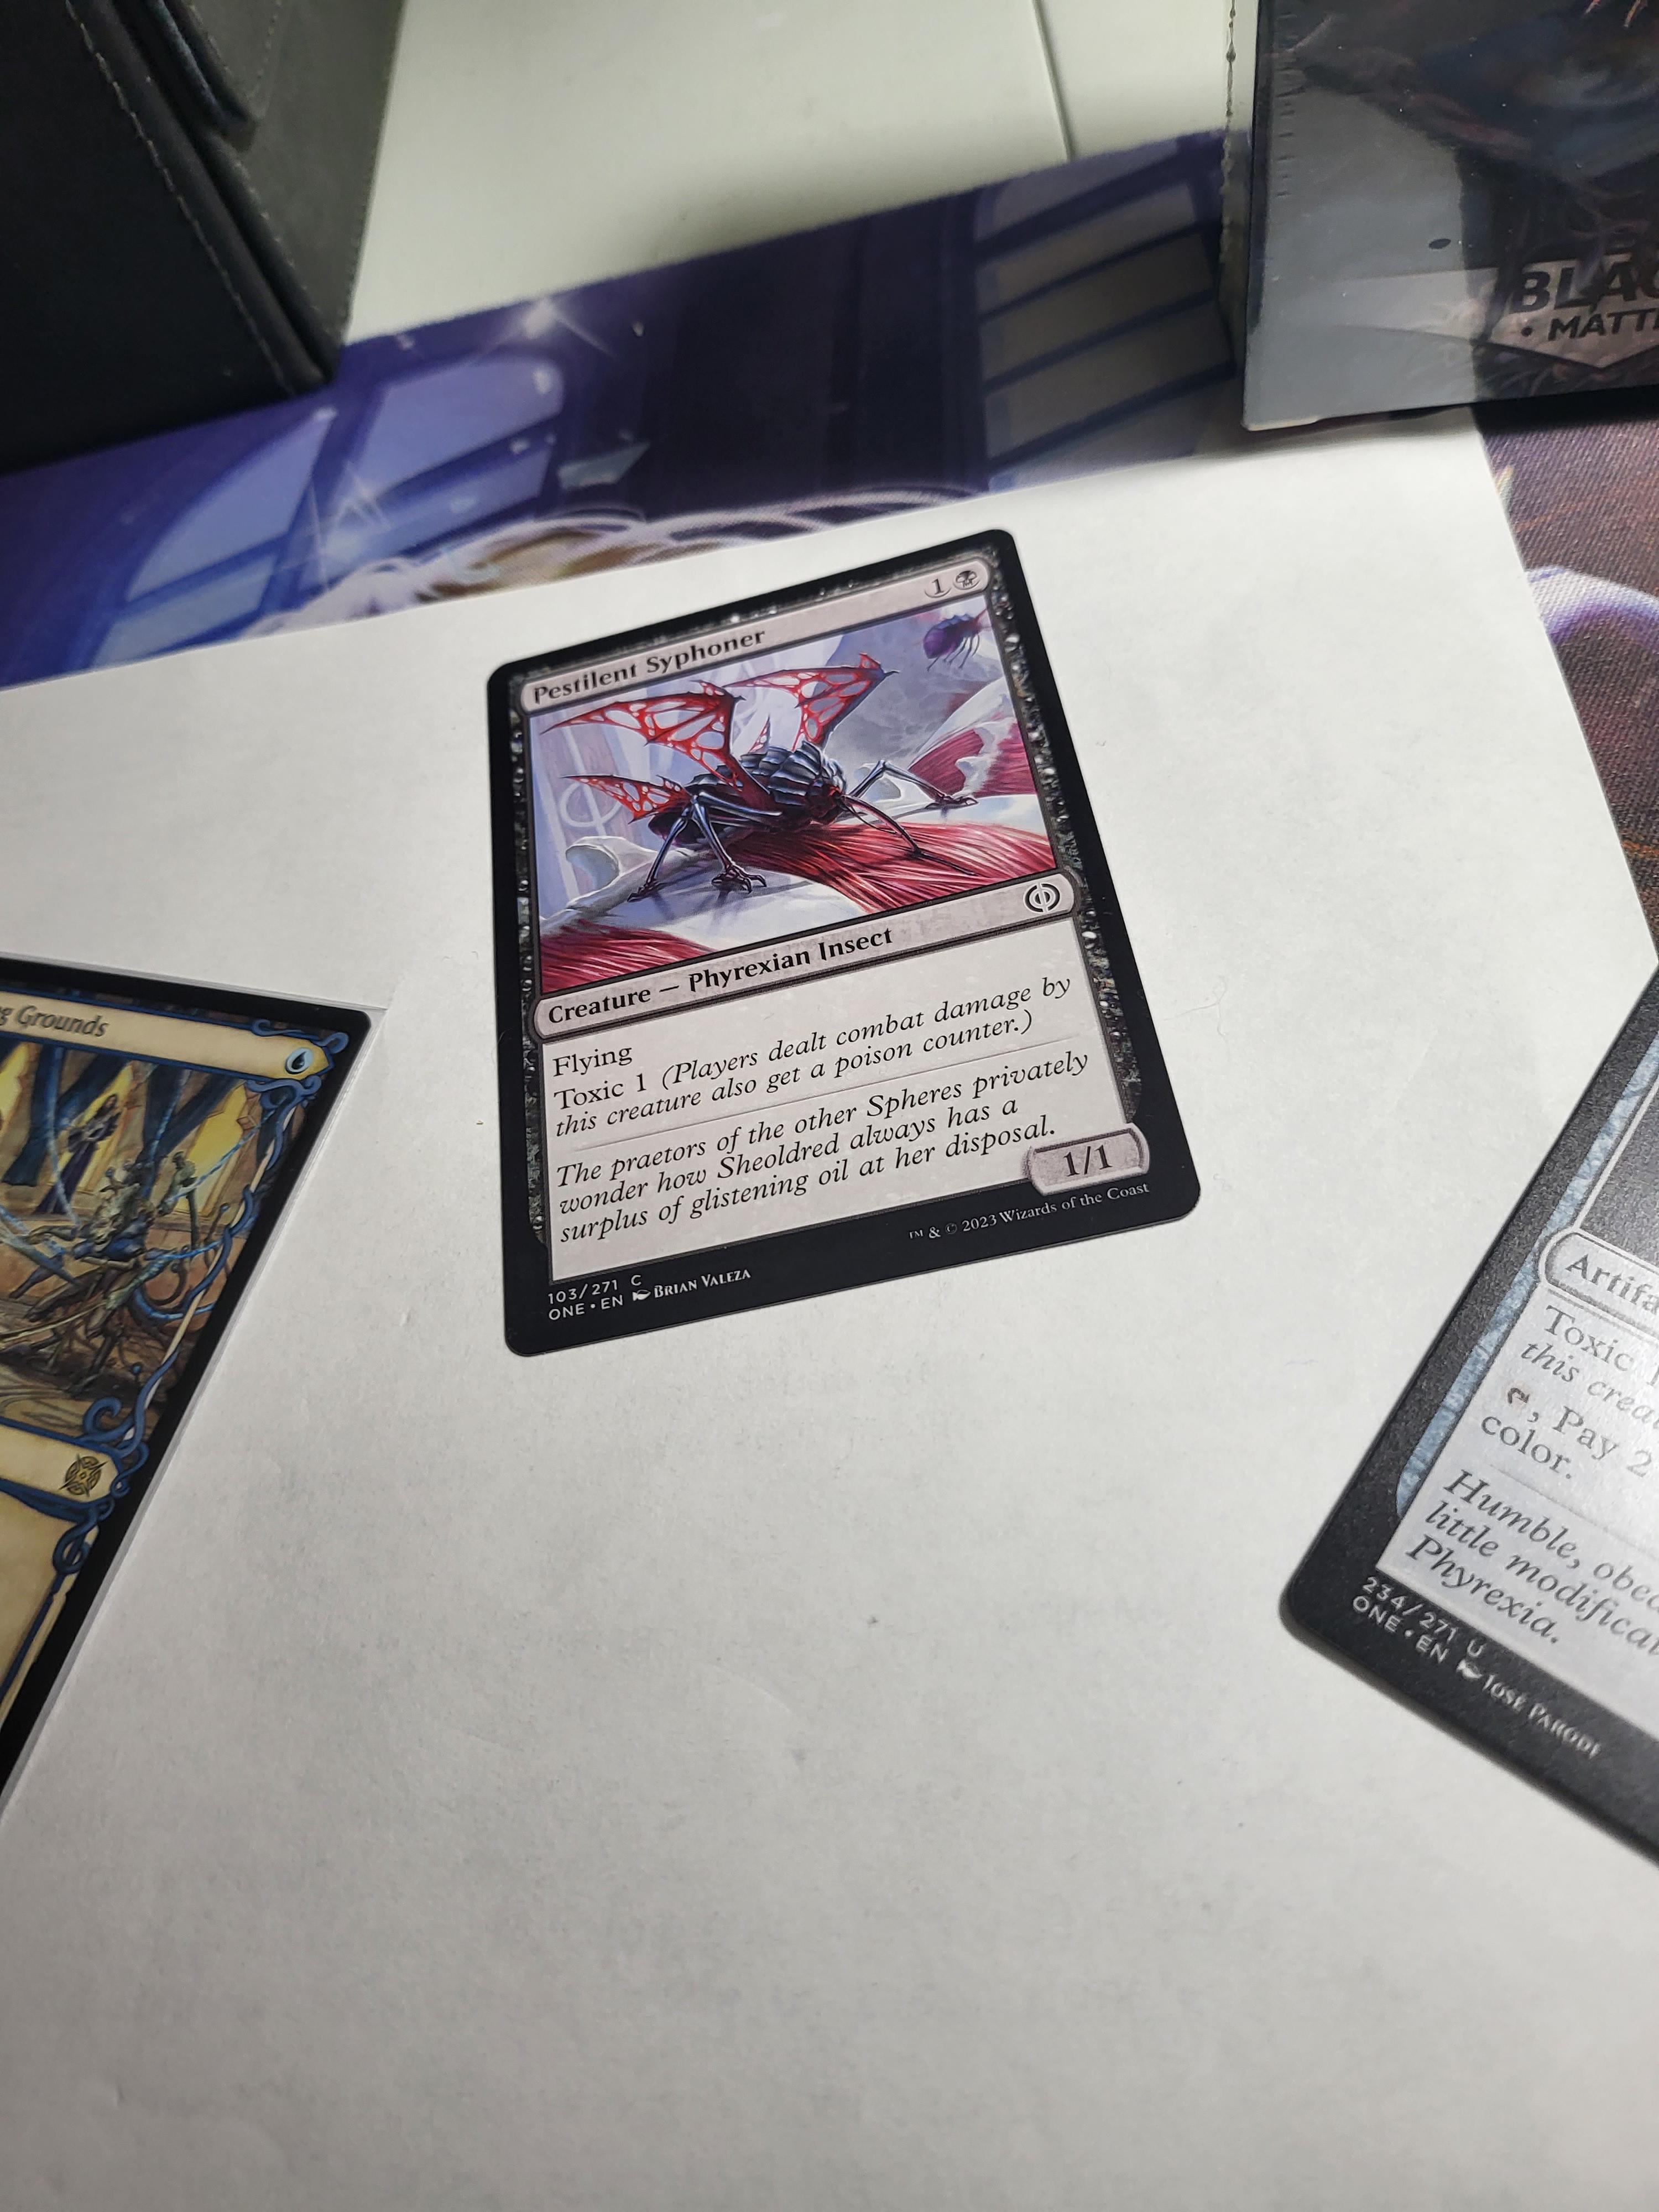 BLAC
• MATT
Pestilent Syphoner
1
Creature — Phyrexian Insect
Flying
Toxic 1 (Players dealt combat damage by
this creature also get a poison counter.)
The praetors of the other Spheres privately
wonder how Sheoldred always has a
surplus of glistening oil at her disposal.
1/1
103/271 C
ONE • EN BRIAN VALEZA
™ & © 2023 Wizards of the Coast
g Grounds
Artifa
Toxic 1
this crea
, Pay 2
color.
Humble, obed
little modificat
Phyrexia.
234/271 U
ONE • EN JOSÉ PARODI